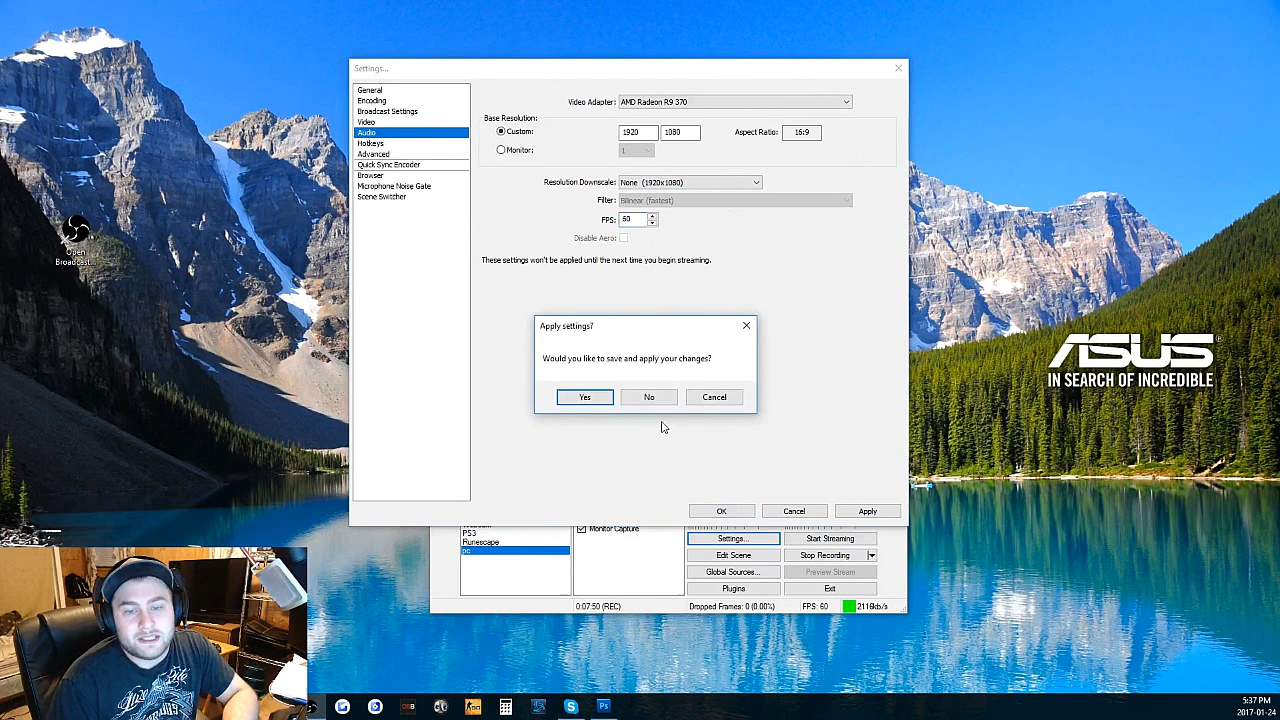 Settings...
General
Encoding
Broadcast Settings
Video
Audio
Hotkeys
Advanced
Quick Sync Encoder
Browser
Microphone Noise Gate
Scene Switcher
Video Adapter: AMD Radeon R9 370
Base Resolution:
Custom: 1920 1080 Aspect Ratio: 16:9
Monitor: 1
Resolution Downscale: None (1920x1080)
Filter: Bilinear (fastest)
FPS: 60
Disable Aero:
These settings won't be applied until the next time you begin streaming.
Apply settings?
Would you like to save and apply your changes?
Yes No Cancel
OK Cancel Apply
Open
Broadcast...
ASUS
IN SEARCH OF INCREDIBLE
PS3
Runescape
pc
Monitor Capture
Settings... Start Streaming
Edit Scene Stop Recording
Global Sources... Preview Stream
Plugins Exit
0:07:50 (REC) Dropped Frames: 0 (0.00%) FPS: 60 2116kb/s
5:37 PM
2017-01-24